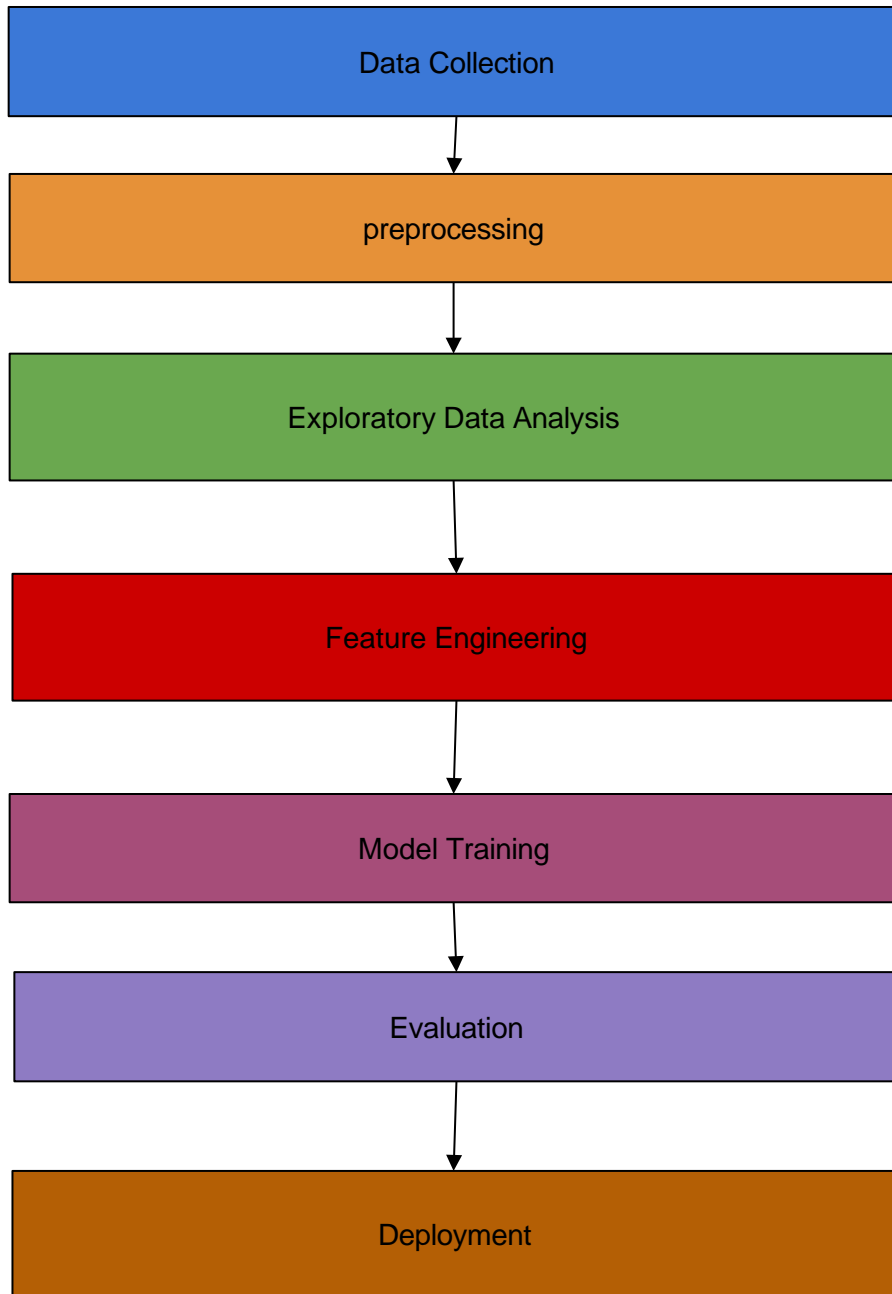 Data Collection
preprocessing
Exploratory Data Analysis
Feature Engineering
Model Training
Evaluation
Deployment